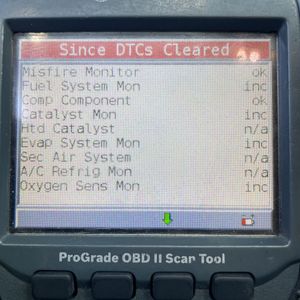 Since DTCs Cleared
Misfire Monitor ok
Fuel System Mon inc
Comp Component ok
Catalyst Mon inc
Htd Catalyst n/a
Evap System Mon inc
Sec Air System n/a
A/C Refrig Mon n/a
Oxygen Sens Mon inc
ProGrade OBD II Scan Tool